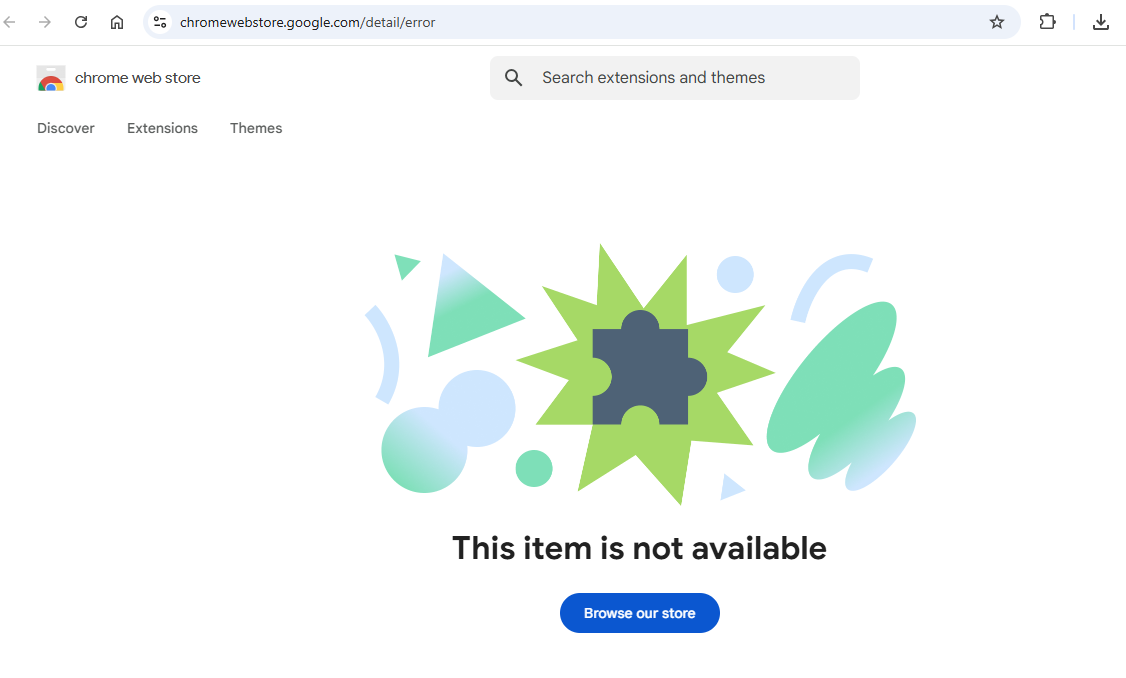 chromewebstore.google.com/detail/error
chrome web store
Search extensions and themes
Discover Extensions Themes
This item is not available
Browse our store